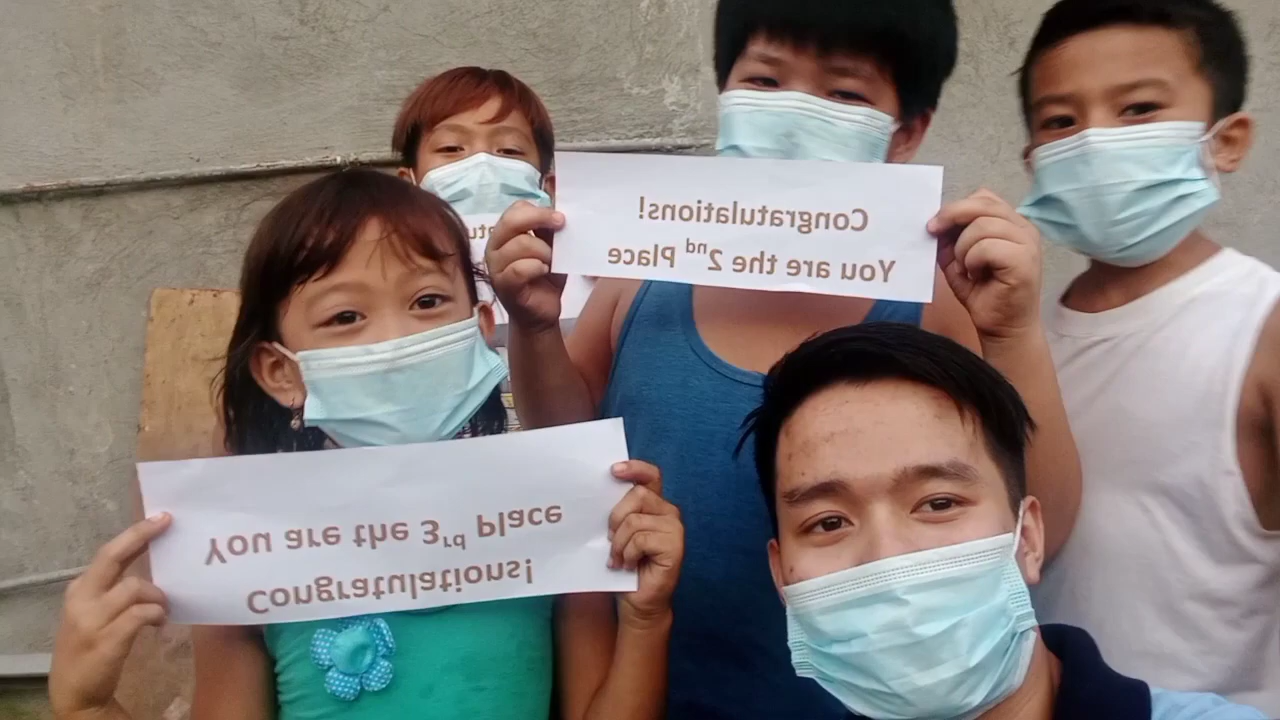 Congratulations!
You are the 2nd Place
Congratulations!
You are the 3rd Place